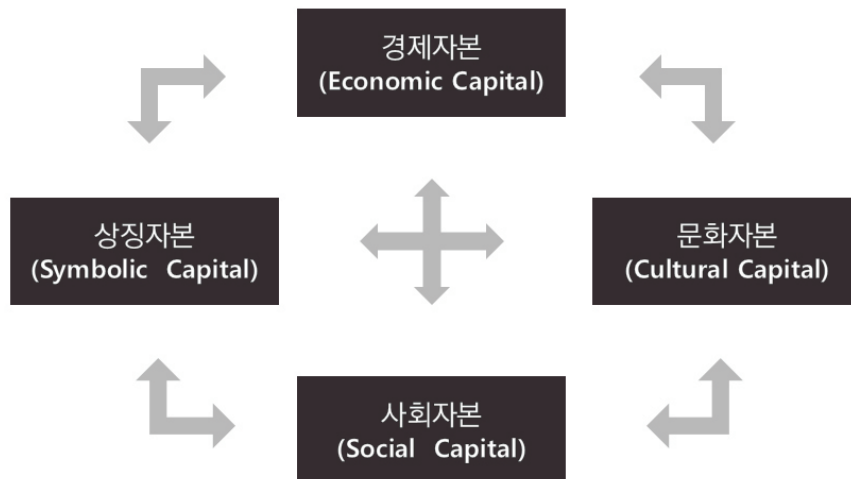 경제자본
(Economic Capital)
상징자본
(Symbolic Capital)
문화자본
(Cultural Capital)
사회자본
(Social Capital)